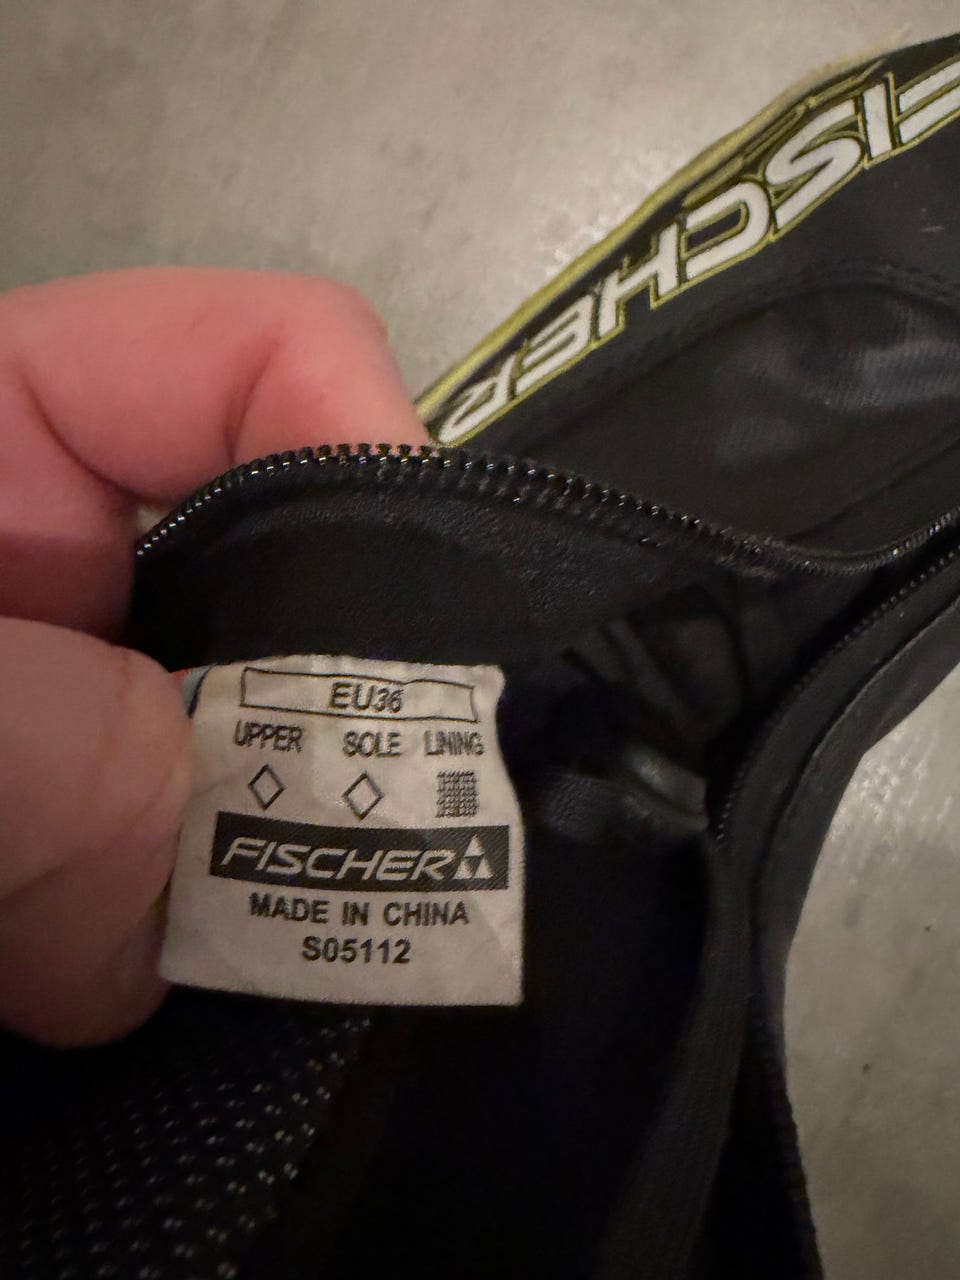 FISCHER
EU36
UPPER SOLE LINING
FISCHER
MADE IN CHINA
S05112